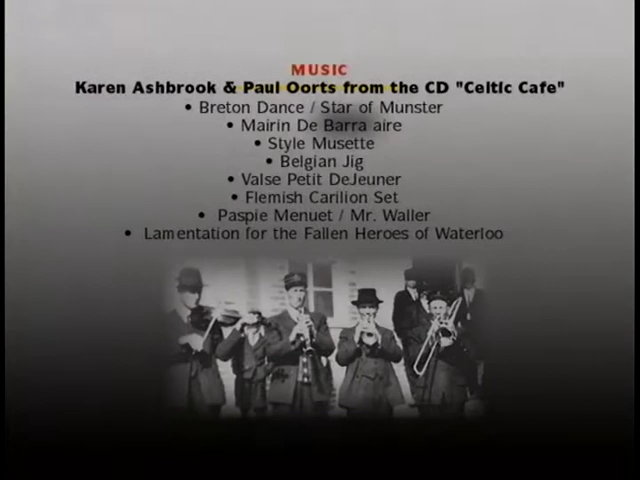 MUSIC
Karen Ashbrook & Paul Oorts from the CD "Celtic Cafe"
• Breton Dance / Star of Munster
• Mairin De Barra aire
• Style Musette
• Belgian Jig
• Valse Petit DeJeuner
• Flemish Carilion Set
• Paspie Menuet / Mr. Waller
• Lamentation for the Fallen Heroes of Waterloo